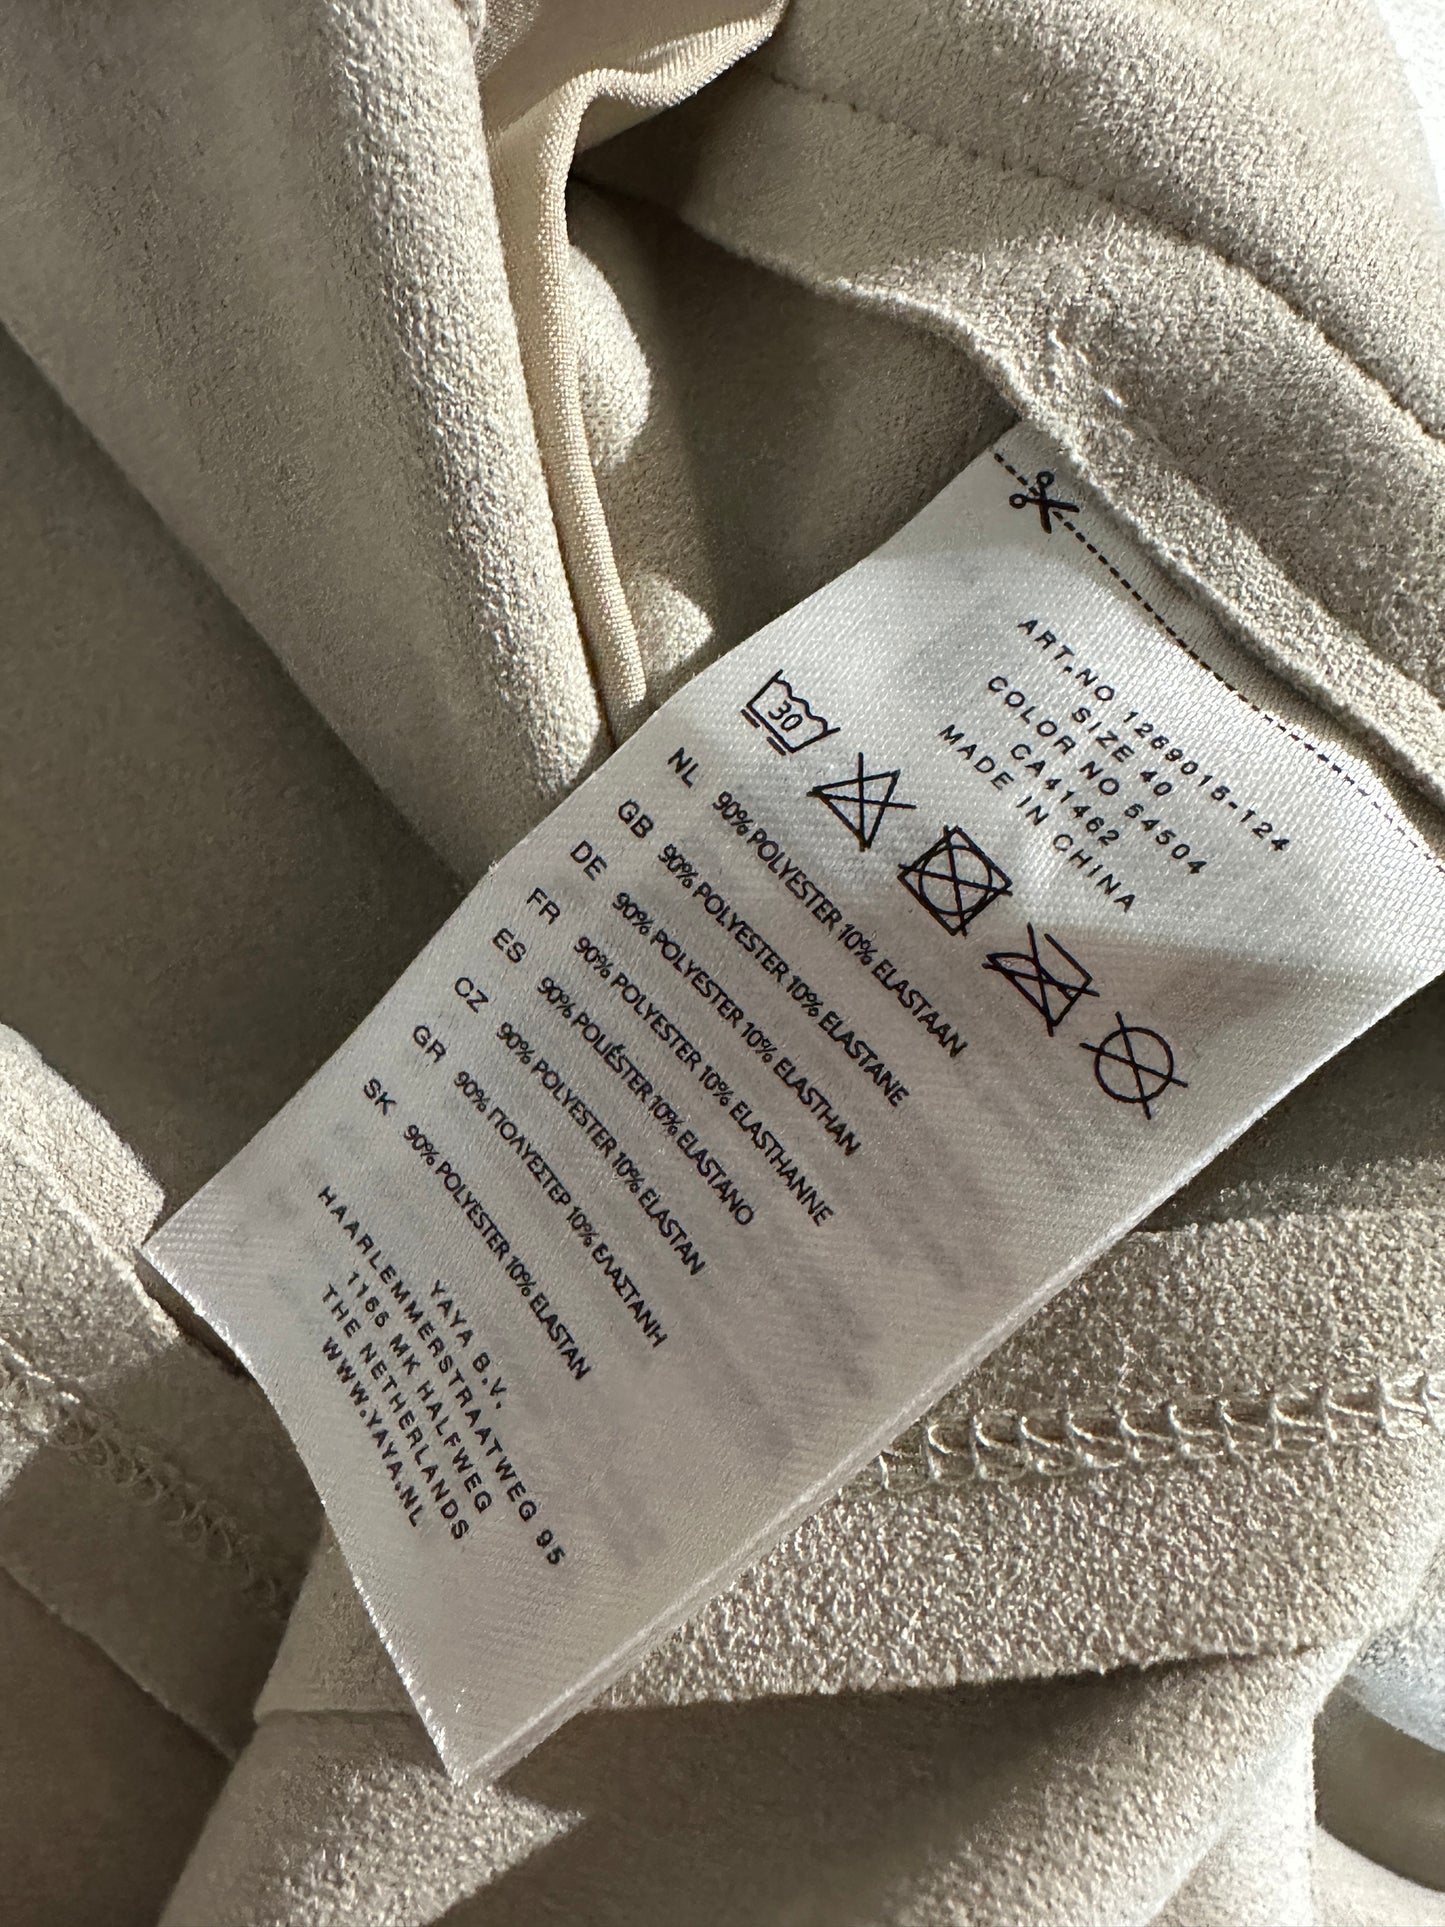 ART.NO 1269015-124
SIZE 40
COLOR NO 54504
CA41462
MADE IN CHINA
30
NL 90% POLYESTER 10% ELASTAAN
GB 90% POLYESTER 10% ELASTANE
DE 90% POLYESTER 10% ELASTHAN
FR 90% POLYESTER 10% ELASTHANNE
ES 90% POLIÉSTER 10% ELASTANO
CZ 90% POLYESTER 10% ELASTAN
GR 90% ΠΟΛΥΕΣΤΕΡ 10% ΕΛΑΣΤΑΝΗ
SK 90% POLYESTER 10% ELASTAN
YAYA B.V.
HAARLEMMERSTRAATWEG 95
1165 MK HALFWEG
THE NETHERLANDS
WWW.YAYA.NL